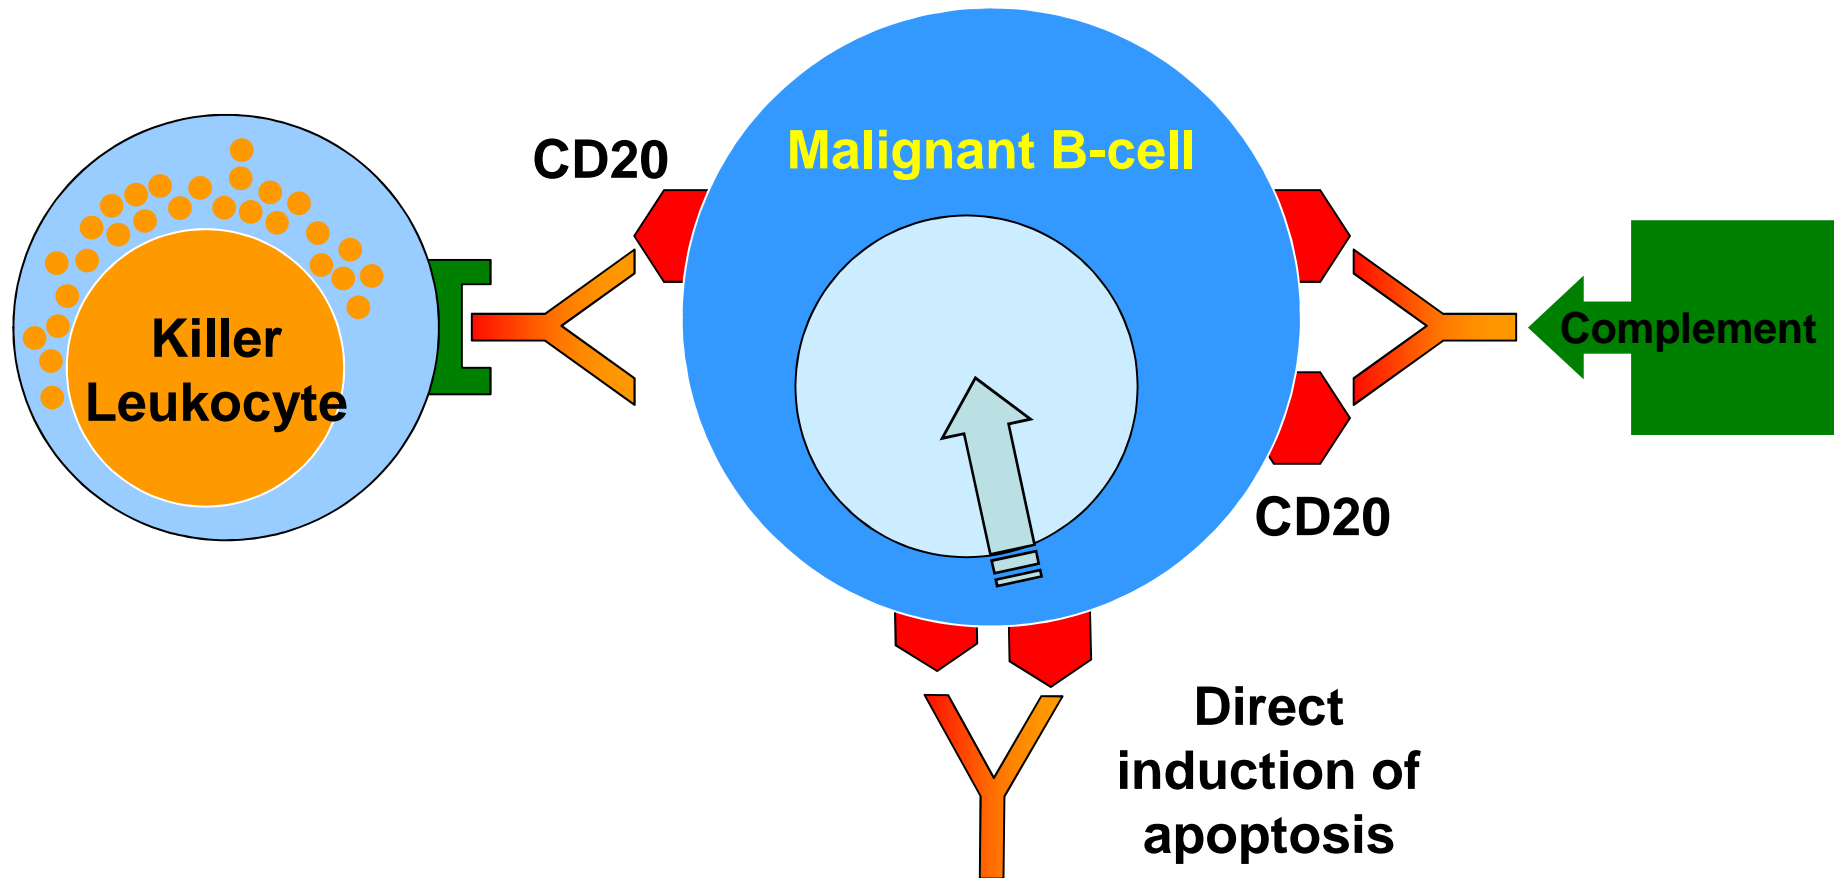 CD20
Malignant B-cell
Killer
Leukocyte
Complement
CD20
Direct
induction of
apoptosis